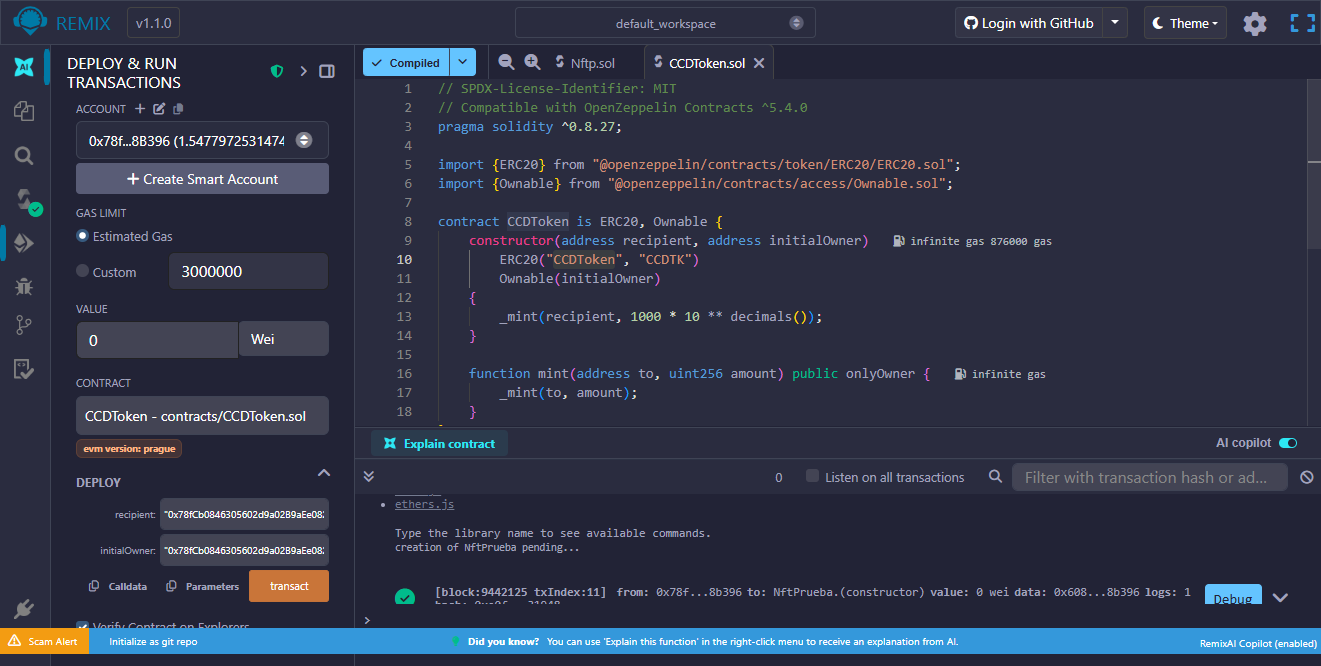 REMIX
v1.1.0
default_workspace
Login with GitHub
Theme
AI
DEPLOY & RUN
TRANSACTIONS
ACCOUNT
0x78f...8B396 (1.5477972531474
Create Smart Account
GAS LIMIT
Estimated Gas
Custom
3000000
VALUE
0
Wei
CONTRACT
CCDToken - contracts/CCDToken.sol
evm version: prague
DEPLOY
recipient: "0x78fCb0846305602d9a02B9aEe082
initialOwner: "0x78fCb0846305602d9a02B9aEe082
Calldata
Parameters
transact
Verify Contract on Explorers
Compiled
Nftp.sol
CCDToken.sol
1 // SPDX-License-Identifier: MIT
2 // Compatible with OpenZeppelin Contracts ^5.4.0
3 pragma solidity ^0.8.27;
4
5 import {ERC20} from "@openzeppelin/contracts/token/ERC20/ERC20.sol";
6 import {Ownable} from "@openzeppelin/contracts/access/Ownable.sol";
7
8 contract CCDToken is ERC20, Ownable {
9 constructor(address recipient, address initialOwner) infinite gas 876000 gas
10 ERC20("CCDToken", "CCDTK")
11 Ownable(initialOwner)
12 {
13 _mint(recipient, 1000 * 10 ** decimals());
14 }
15
16 function mint(address to, uint256 amount) public onlyOwner { infinite gas
17 _mint(to, amount);
18 }
Explain contract
AI copilot
0
Listen on all transactions
Filter with transaction hash or ad...
ethers.js
Type the library name to see available commands.
creation of NftPrueba pending...
[block:9442125 txIndex:11] from: 0x78f...8B396 to: NftPrueba.(constructor) value: 0 wei data: 0x608...8b396 logs: 1
Debug
>
Scam Alert
Initialize as git repo
Did you know? You can use 'Explain this function' in the right-click menu to receive an explanation from AI.
RemixAI Copilot (enabled)